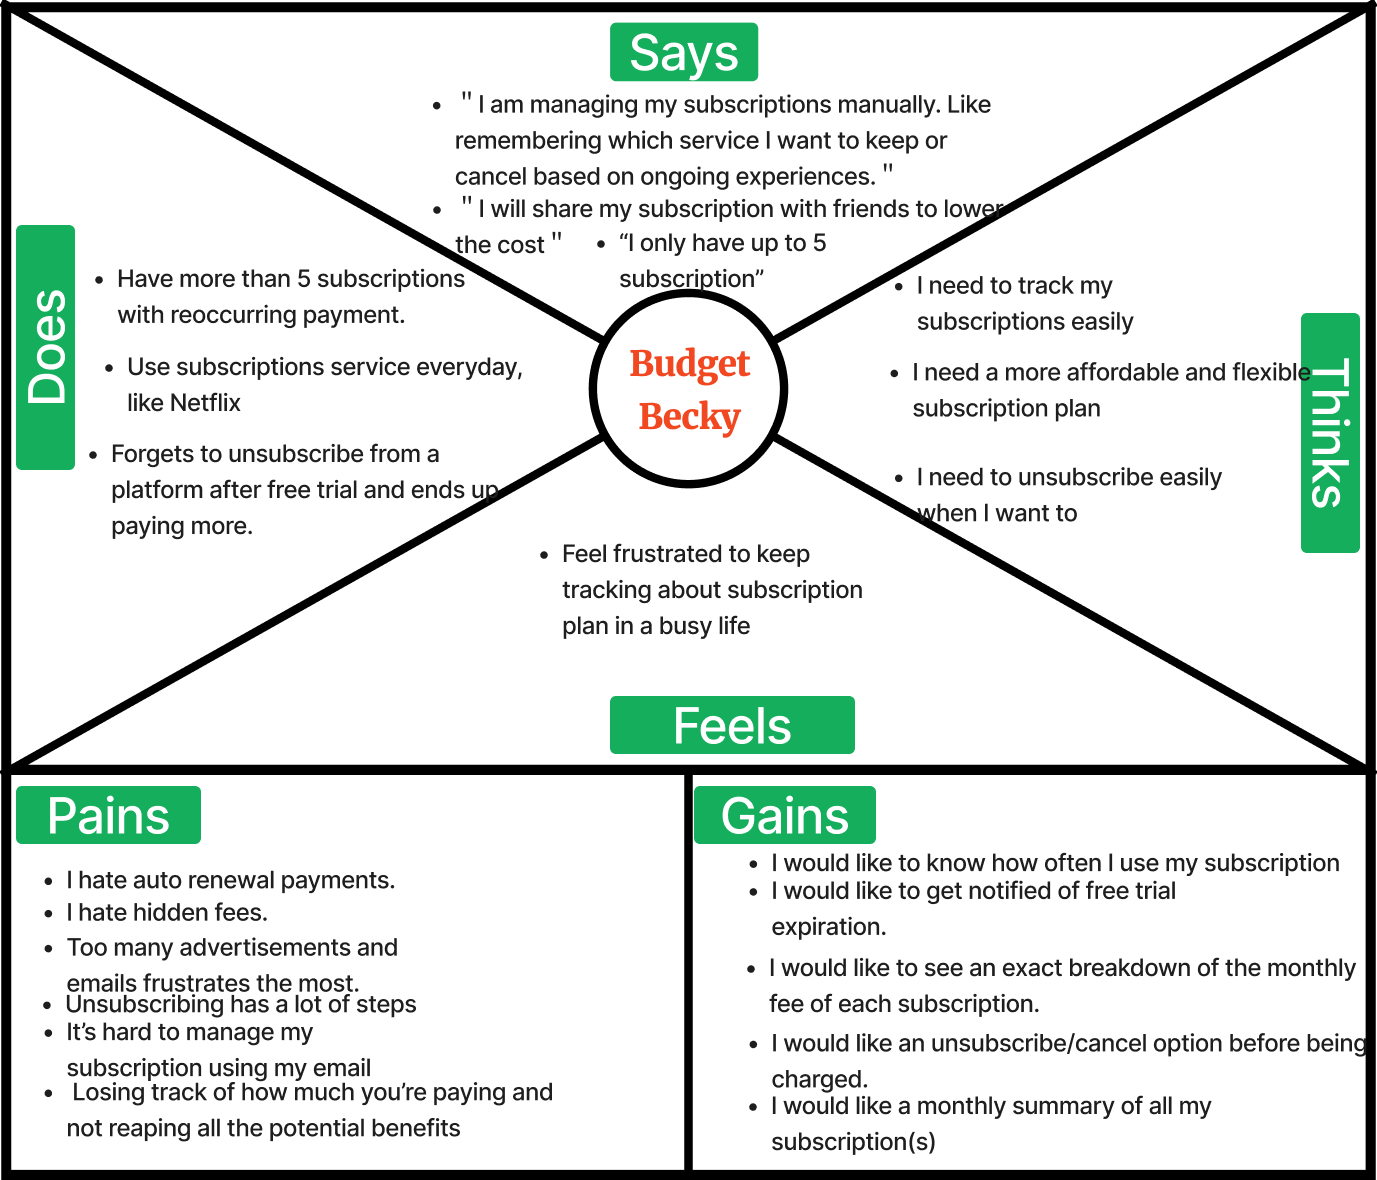 Says
• " I am managing my subscriptions manually. Like
remembering which service I want to keep or
cancel based on ongoing experiences. "
• " I will share my subscription with friends to lower
the cost "
• “I only have up to 5
subscription”
Does
• Have more than 5 subscriptions
with reoccurring payment.
• Use subscriptions service everyday,
like Netflix
• Forgets to unsubscribe from a
platform after free trial and ends up
paying more.
Budget
Becky
Thinks
• I need to track my
subscriptions easily
• I need a more affordable and flexible
subscription plan
• I need to unsubscribe easily
when I want to
• Feel frustrated to keep
tracking about subscription
plan in a busy life
Feels
Pains
• I hate auto renewal payments.
• I hate hidden fees.
• Too many advertisements and
emails frustrates the most.
• Unsubscribing has a lot of steps
• It’s hard to manage my
subscription using my email
• Losing track of how much you’re paying and
not reaping all the potential benefits
Gains
• I would like to know how often I use my subscription
• I would like to get notified of free trial
expiration.
• I would like to see an exact breakdown of the monthly
fee of each subscription.
• I would like an unsubscribe/cancel option before being
charged.
• I would like a monthly summary of all my
subscription(s)